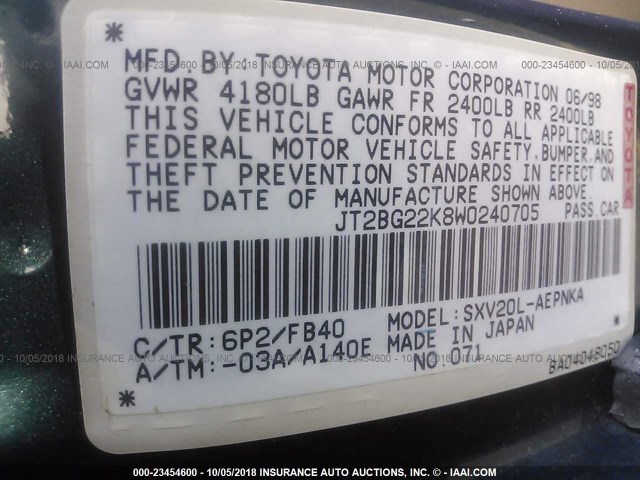 MFD.BY:TOYOTA MOTOR CORPORATION 06/98
GVWR 4180LB GAWR FR 2400LB RR 2400LB
THIS VEHICLE CONFORMS TO ALL APPLICABLE
FEDERAL MOTOR VEHICLE SAFETY,BUMPER,AND
THEFT PREVENTION STANDARDS IN EFFECT ON
THE DATE OF MANUFACTURE SHOWN ABOVE.
JT2BG22K8W0240705 PASS.CAR
TOYOTA
C/TR:6P2/FB40 MODEL:SXV20L-AEPNKA
A/TM:-03A/A140E MADE IN JAPAN
NO.071
BA04048050
000-23454600 - 10/05/2018 INSURANCE AUTO AUCTIONS, INC. - © IAAI.COM